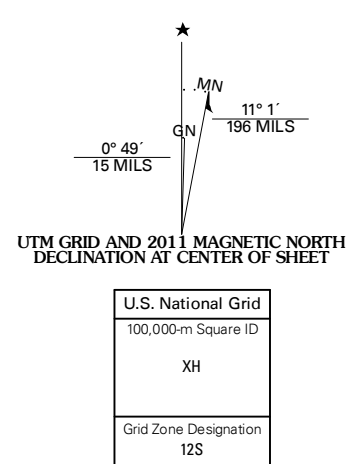 MN
GN
11° 1´
196 MILS
0° 49´
15 MILS
UTM GRID AND 2011 MAGNETIC NORTH
DECLINATION AT CENTER OF SHEET
U.S. National Grid
100,000-m Square ID
XH
Grid Zone Designation
12S